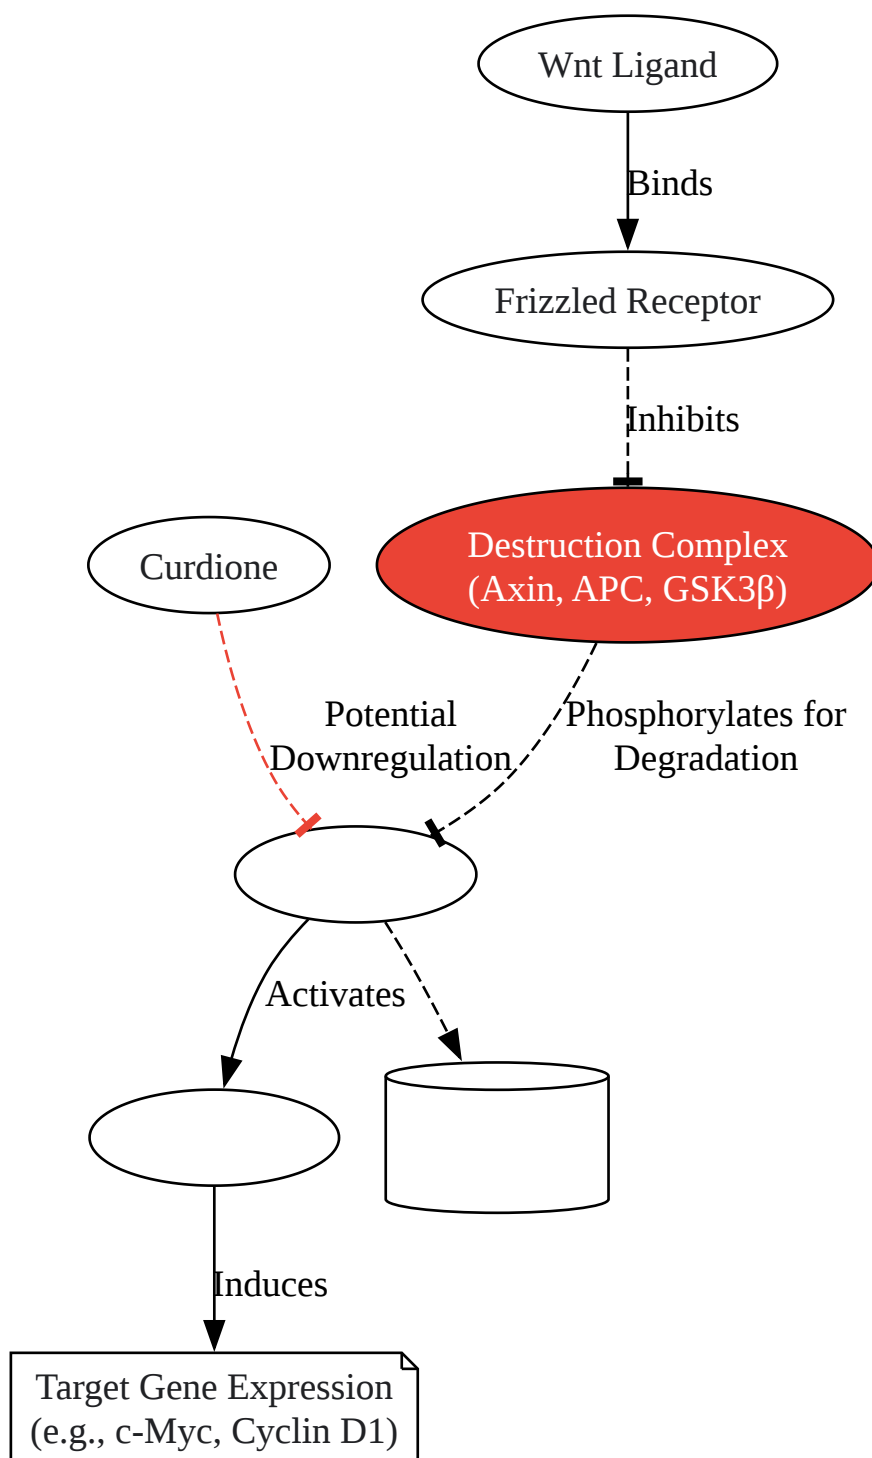 Wnt Ligand
Binds
Frizzled Receptor
Inhibits
Destruction Complex
(Axin, APC, GSK3β)
Curdione
Potential
Downregulation
Phosphorylates for
Degradation
Activates
Induces
Target Gene Expression
(e.g., c-Myc, Cyclin D1)